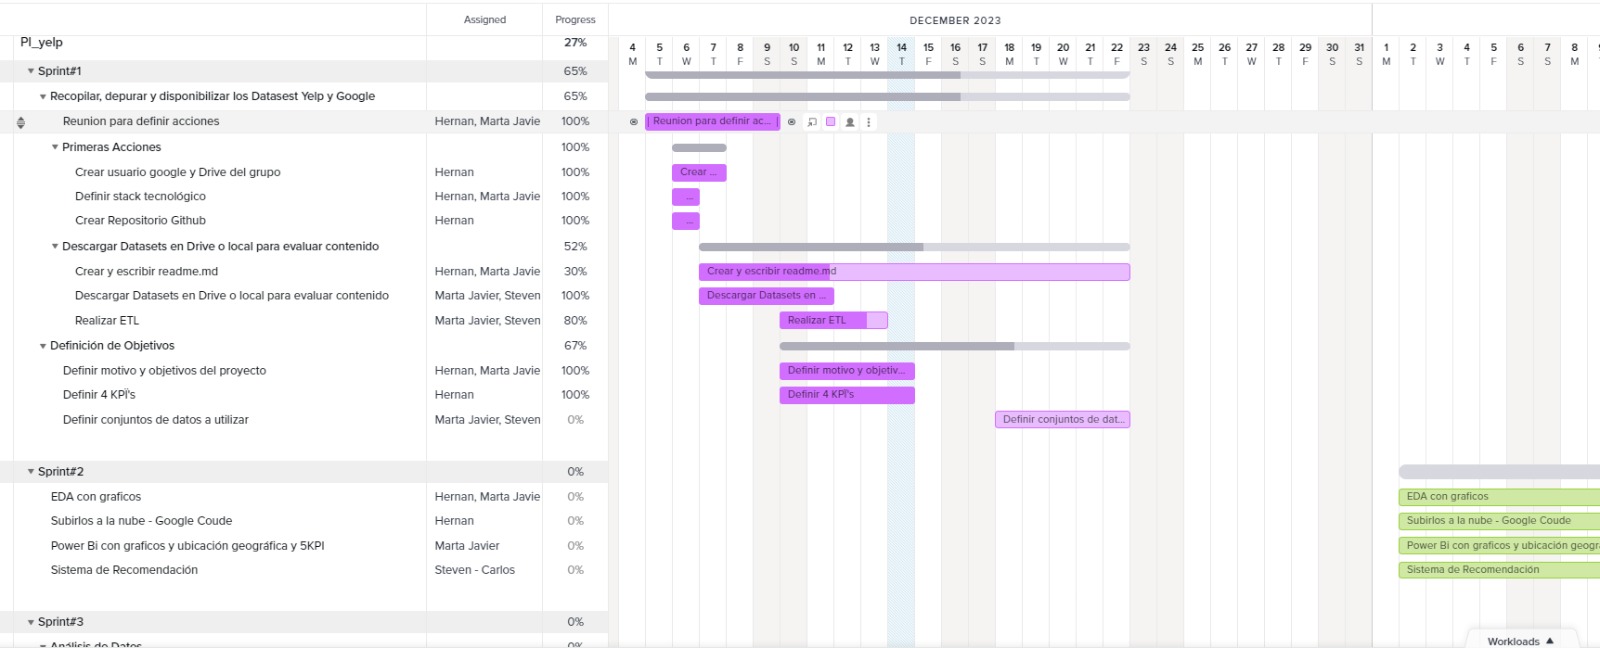 Assigned Progress DECEMBER 2023
PI_yelp 27% 4 5 6 7 8 9 10 11 12 13 14 15 16 17 18 19 20 21 22 23 24 25 26 27 28 29 30 31 1 2 3 4 5 6 7 8
M T W T F S S M T W T F S S M T W T F S S M T W T F S S M T W T F S S M
Sprint#1 65%
Recopilar, depurar y disponibilizar los Datasest Yelp y Google 65%
Reunion para definir acciones Hernan, Marta Javie 100% Reunion para definir ac...
Primeras Acciones 100%
Crear usuario google y Drive del grupo Hernan 100% Crear ...
Definir stack tecnológico Hernan, Marta Javie 100% ...
Crear Repositorio Github Hernan 100% ...
Descargar Datasets en Drive o local para evaluar contenido 52%
Crear y escribir readme.md Hernan, Marta Javie 30% Crear y escribir readme.md
Descargar Datasets en Drive o local para evaluar contenido Marta Javier, Steven 100% Descargar Datasets en ...
Realizar ETL Marta Javier, Steven 80% Realizar ETL
Definición de Objetivos 67%
Definir motivo y objetivos del proyecto Hernan, Marta Javie 100% Definir motivo y objetiv...
Definir 4 KPÏ's Hernan 100% Definir 4 KPÏ's
Definir conjuntos de datos a utilizar Marta Javier, Steven 0% Definir conjuntos de dat...
Sprint#2 0%
EDA con graficos Hernan, Marta Javie 0% EDA con graficos
Subirlos a la nube - Google Coude Hernan 0% Subirlos a la nube - Google Coude
Power Bi con graficos y ubicación geográfica y 5KPI Marta Javier 0% Power Bi con graficos y ubicación geogra
Sistema de Recomendación Steven - Carlos 0% Sistema de Recomendación
Sprint#3 0%
Análisis de Datos 0%
Workloads